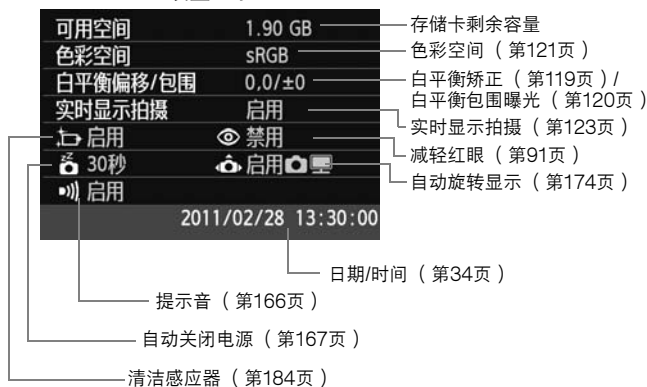 可用空间 1.90 GB 存储卡剩余容量
色彩空间 sRGB 色彩空间（第121页）
白平衡偏移/包围 0,0/±0 白平衡矫正（第119页）/
白平衡包围曝光（第120页）
实时显示拍摄 启用 实时显示拍摄（第123页）
启用 禁用 减轻红眼（第91页）
30秒 启用 自动旋转显示（第174页）
启用
2011/02/28 13:30:00
日期/时间（第34页）
提示音（第166页）
自动关闭电源（第167页）
清洁感应器（第184页）